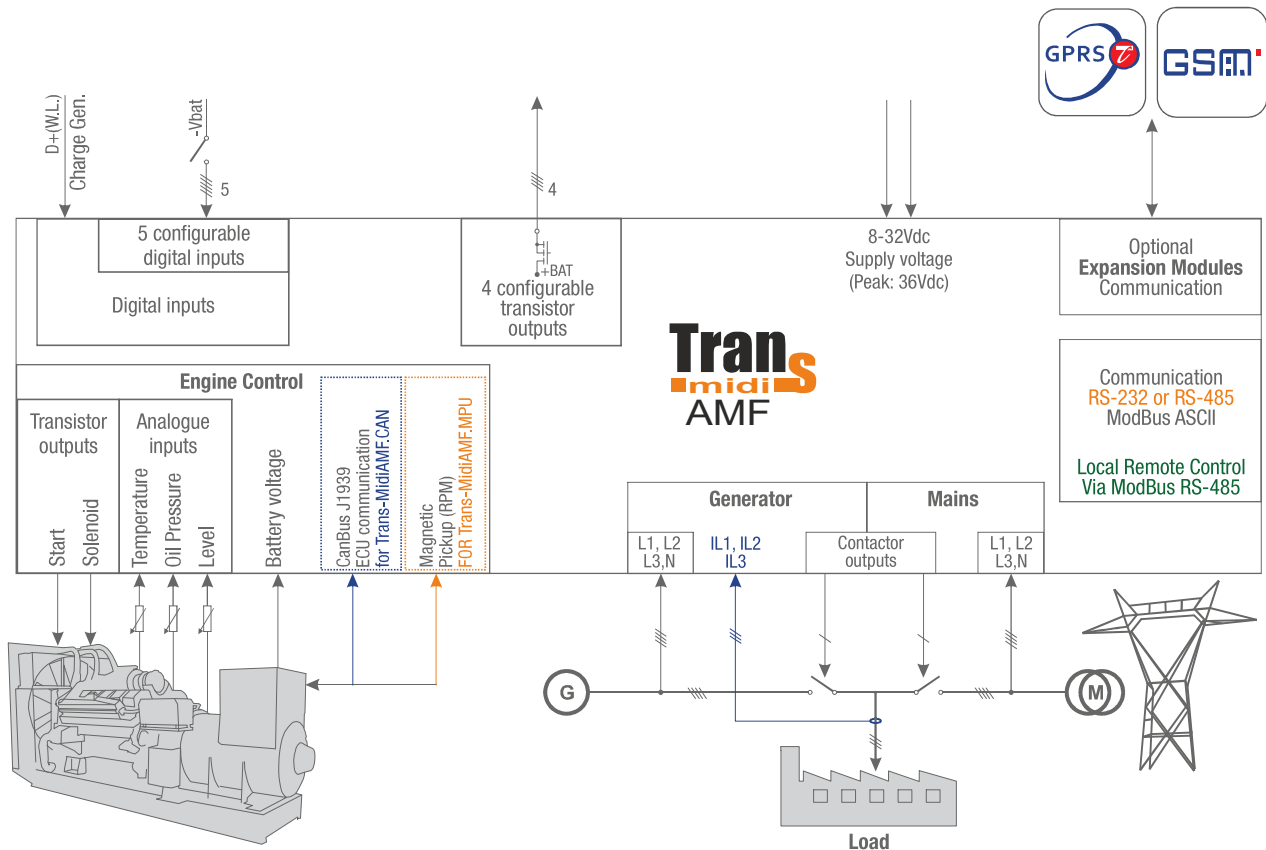 GPRS
GSM
D+(W.L.)
Charge Gen.
-Vbat
5
4
5 configurable
digital inputs
Digital inputs
+BAT
4 configurable
transistor
outputs
8-32Vdc
Supply voltage
(Peak: 36Vdc)
Optional
Expansion Modules
Communication
Trans
midi
AMF
Communication
RS-232 or RS-485
ModBus ASCII
Local Remote Control
Via ModBus RS-485
Engine Control
Transistor
outputs
Start
Solenoid
Analogue
inputs
Temperature
Oil Pressure
Level
Battery voltage
CanBus J1939
ECU communication
for Trans-MidiAMF.CAN
Magnetic
Pickup (RPM)
FOR Trans-MidiAMF.MPU
Generator
Mains
L1, L2
L3,N
IL1, IL2
IL3
Contactor
outputs
L1, L2
L3,N
G
M
Load